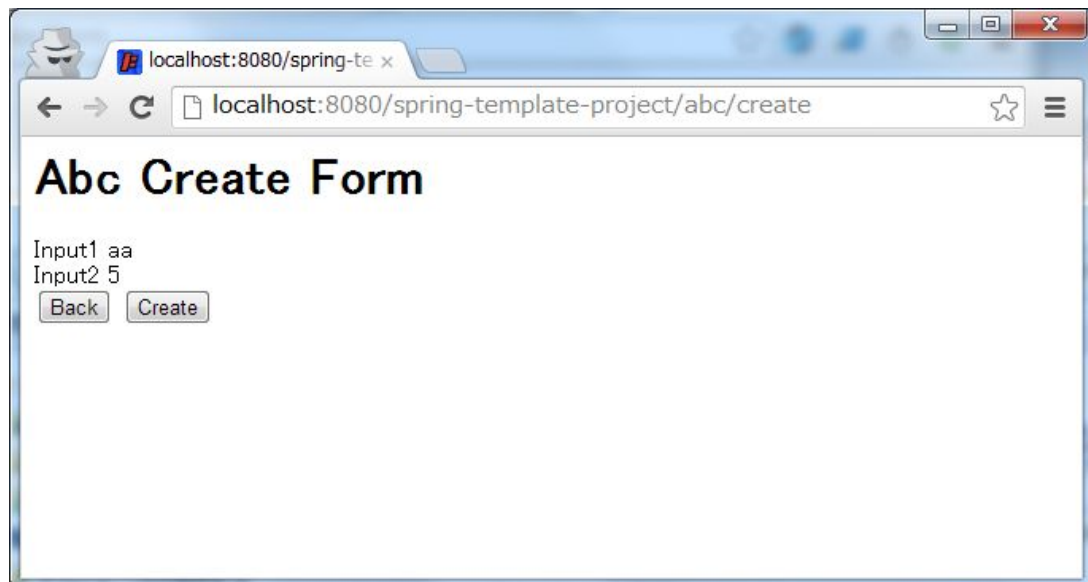 localhost:8080/spring-te
localhost:8080/spring-template-project/abc/create
Abc Create Form
Input1 aa
Input2 5
Back Create